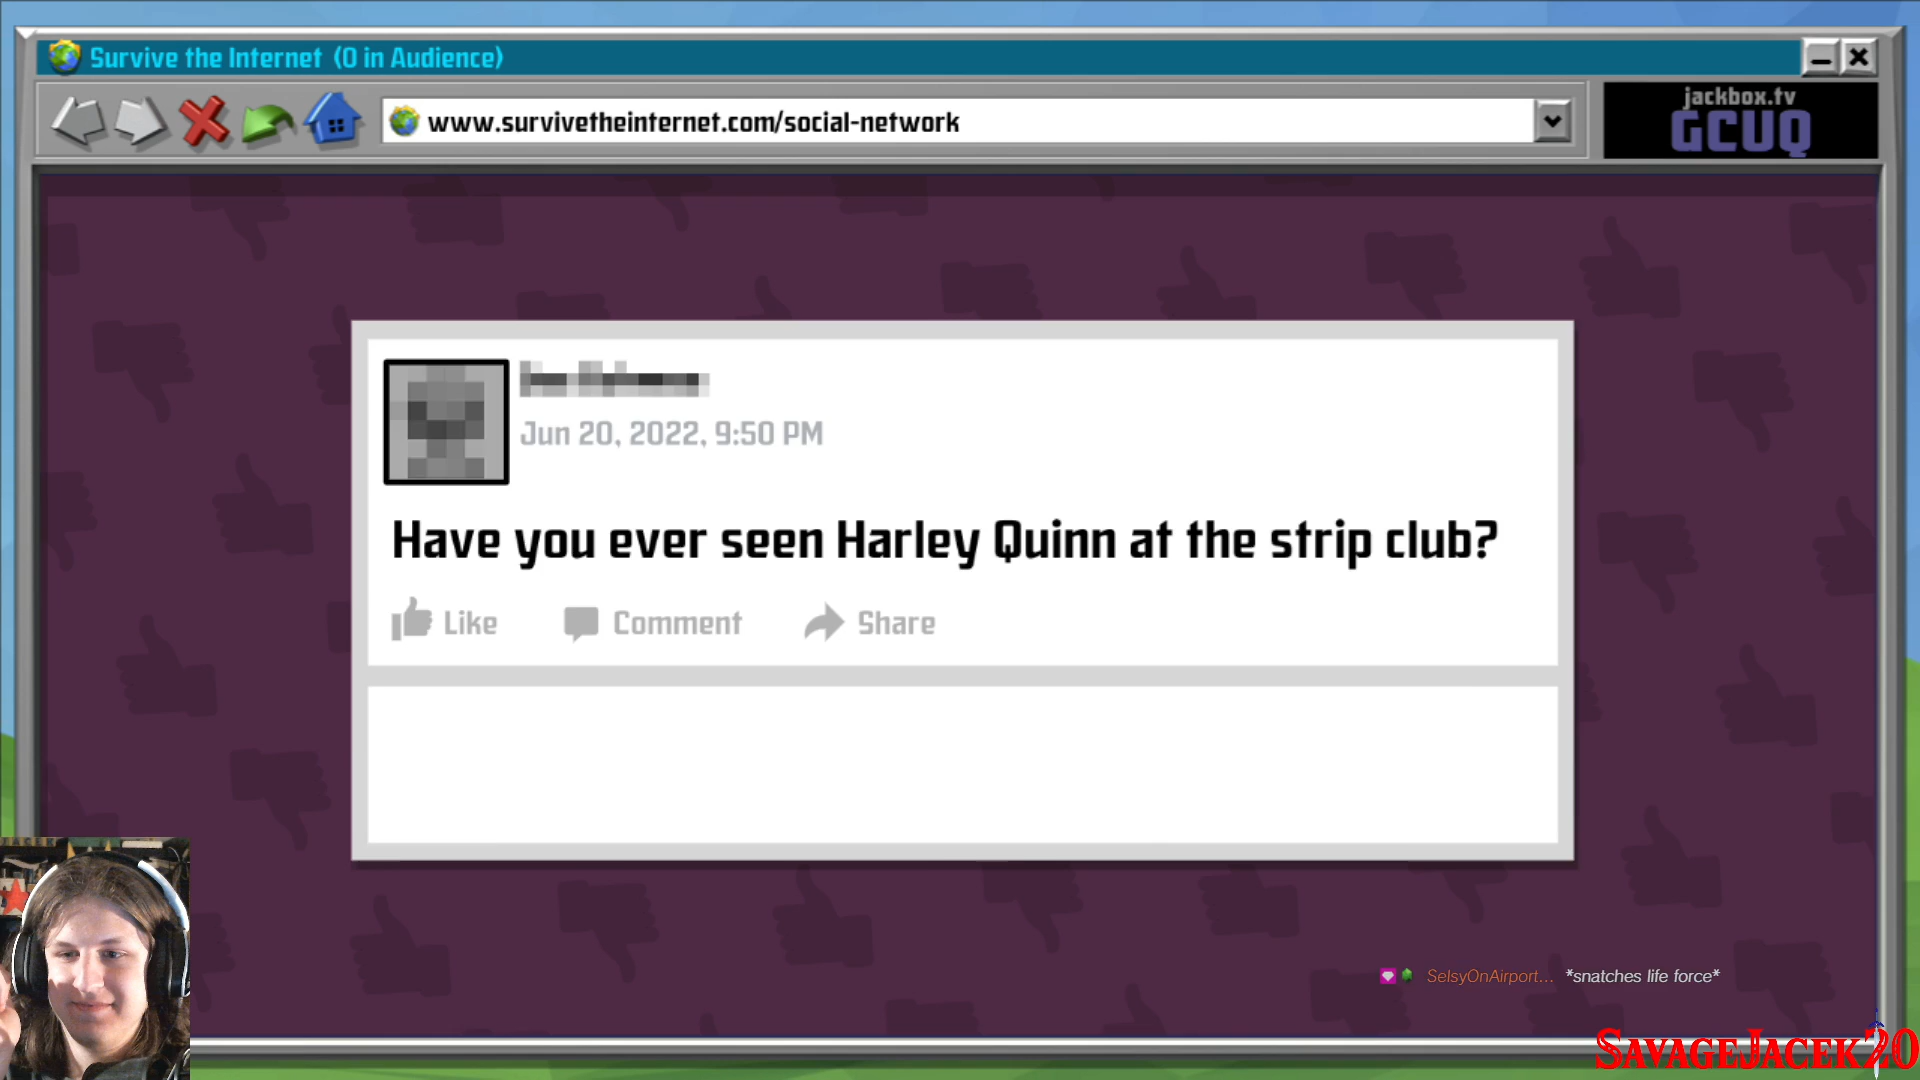 Survive the Internet (0 in Audience)
www.survivetheinternet.com/social-network
jackbox.tv
GCUQ
Jun 20, 2022, 9:50 PM
Have you ever seen Harley Quinn at the strip club?
Like Comment Share
SelsyOnAirport... *snatches life force*
SavageJacek20